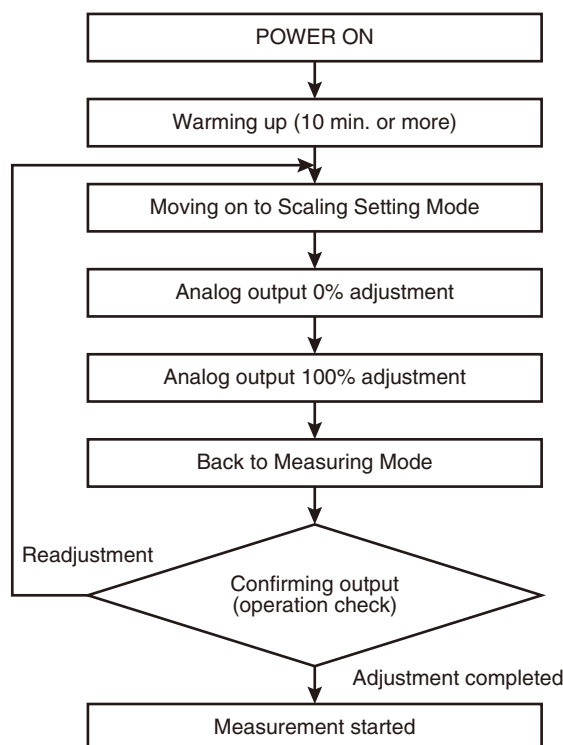 POWER ON
Warming up (10 min. or more)
Moving on to Scaling Setting Mode
Analog output 0% adjustment
Analog output 100% adjustment
Back to Measuring Mode
Readjustment
Confirming output
(operation check)
Adjustment completed
Measurement started